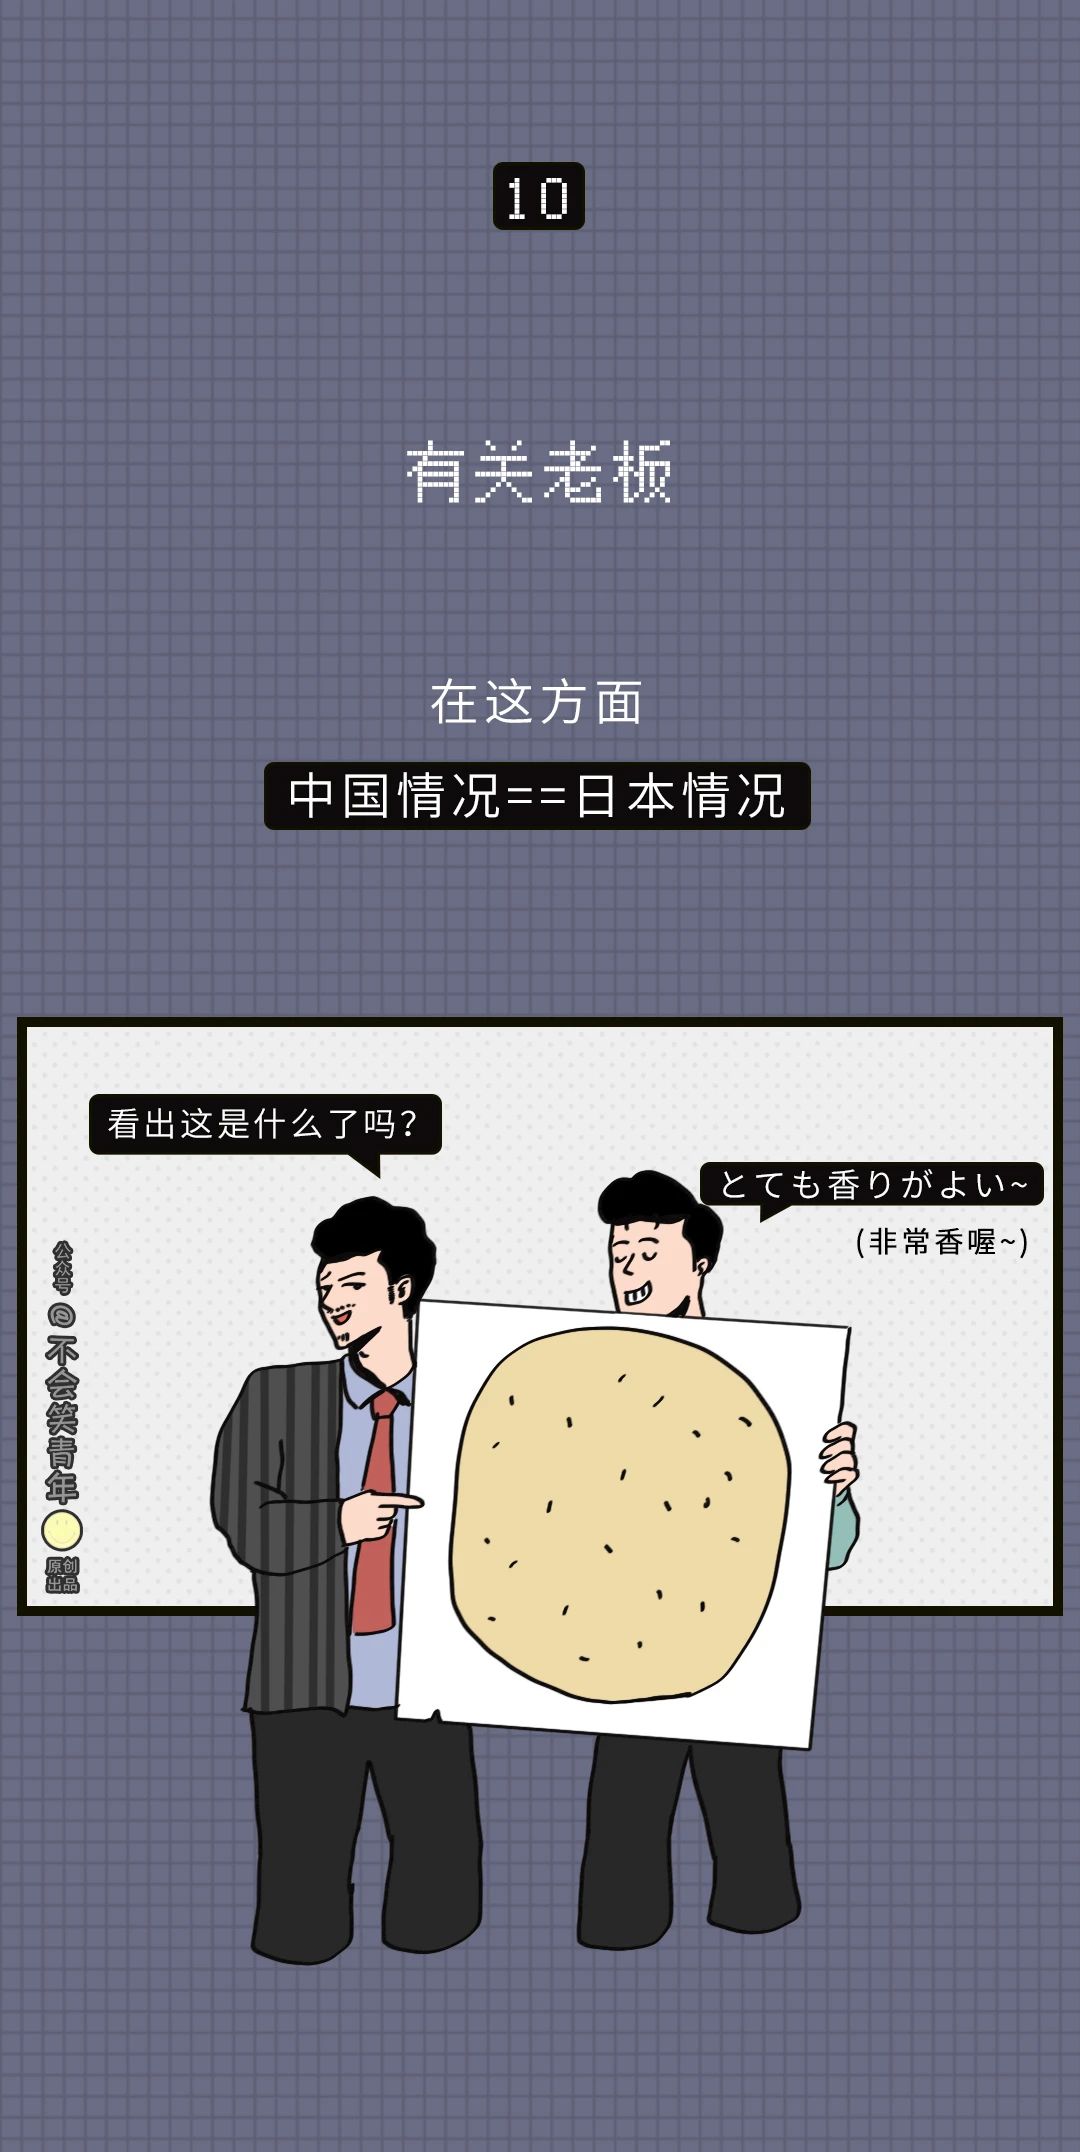 10
有关老板
在这方面
中国情况==日本情况
看出这是什么了吗?
とても香りがよい~
(非常香喔~)
公众号
@不会笑青年
原创
出品